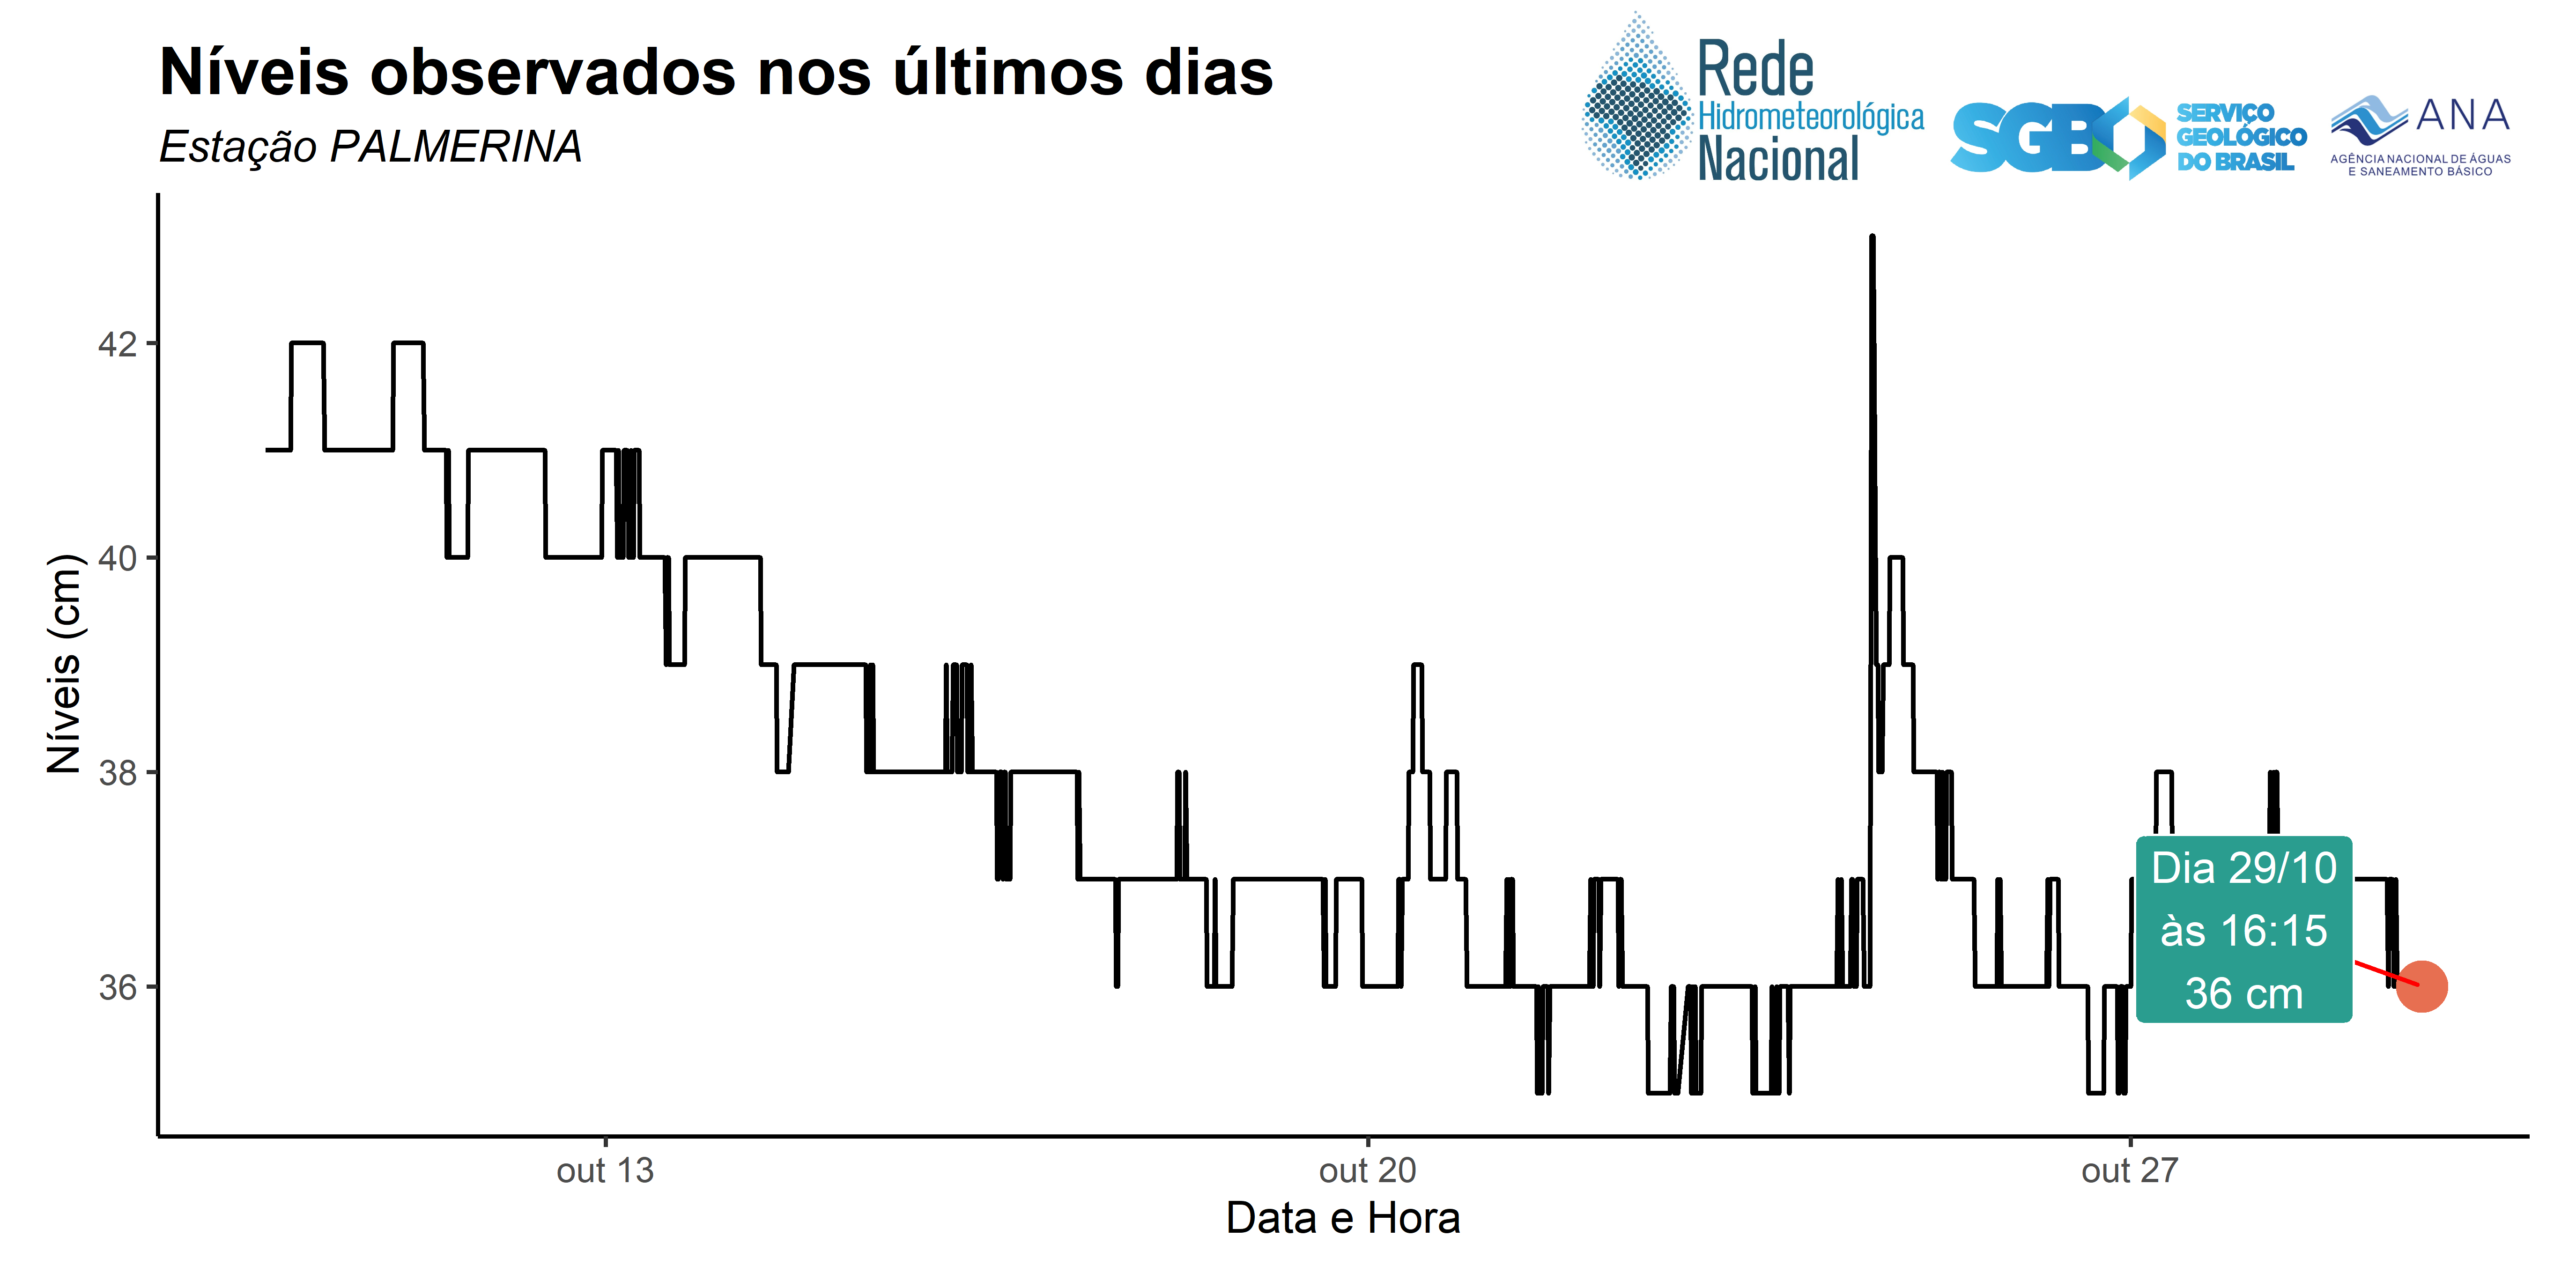 Níveis observados nos últimos dias
Estação PALMERINA
Rede
Hidrometeorológica
Nacional
SGB
SERVIÇO
GEOLÓGICO
DO BRASIL
ANA
AGÊNCIA NACIONAL DE ÁGUAS
E SANEAMENTO BÁSICO
Níveis (cm)
42
40
38
36
Dia 29/10
às 16:15
36 cm
out 13
out 20
out 27
Data e Hora